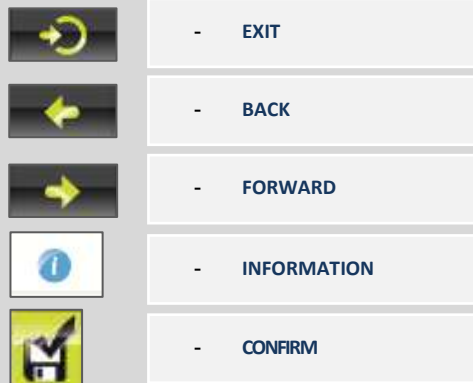 - EXIT
- BACK
- FORWARD
i - INFORMATION
- CONFIRM